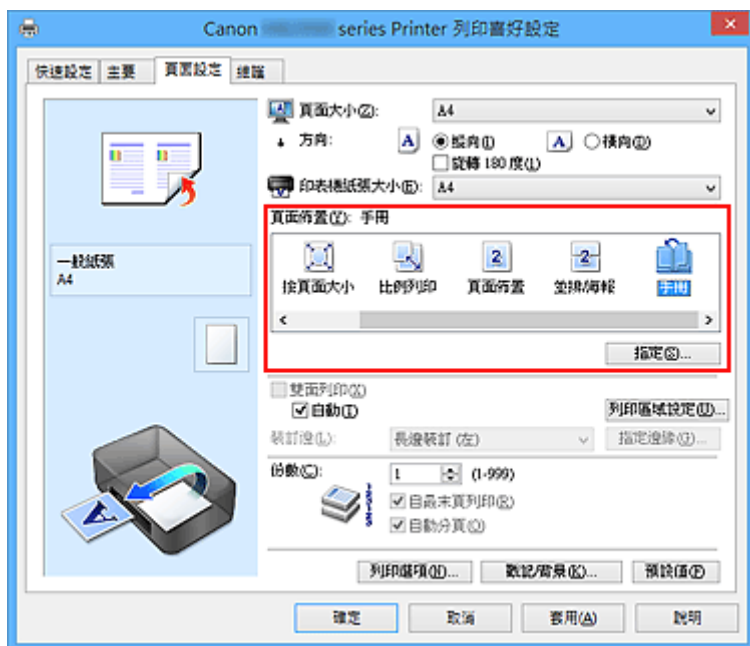 Canon series Printer 列印喜好設定
快速設定 主要 頁面設定 維護
頁面大小(Z): A4
方向: A 縱向(I) A 橫向(D)
旋轉 180 度(L)
印表機紙張大小(E): A4
頁面佈置(Y): 手冊
一般紙張
A4
按頁面大小 比例列印 頁面佈置 並排/海報 手冊
指定(S)...
雙面列印(X)
自動(T)
列印區域設定(U)...
裝訂邊(L): 長邊裝訂 (左) 指定邊緣(J)...
份數(C): 1 (1-999)
自最末頁列印(R)
自動分頁(O)
列印選項(N)... 戳記/背景(K)... 預設值(F)
確定 取消 套用(A) 說明